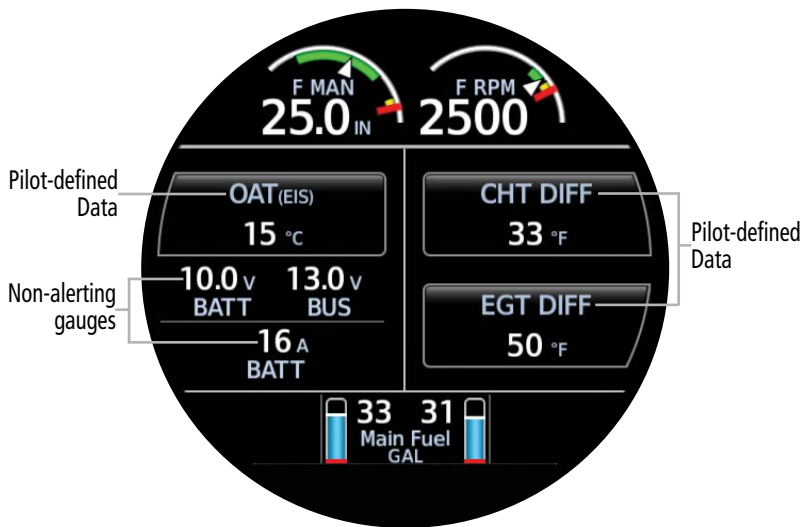 F MAN
25.0 IN
F RPM
2500
Pilot-defined
Data
OAT(EIS)
15 °C
CHT DIFF
33 °F
Pilot-defined
Data
Non-alerting
gauges
10.0 V 13.0 V
BATT BUS
16 A
BATT
EGT DIFF
50 °F
33 31
Main Fuel
GAL